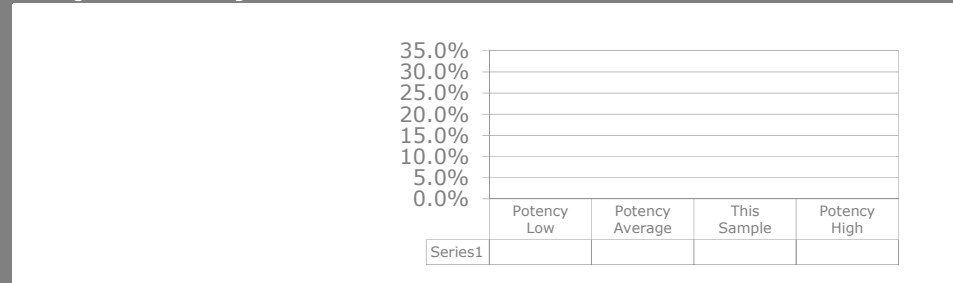 35.0%
30.0%
25.0%
20.0%
15.0%
10.0%
5.0%
0.0%
Potency Low
Potency Average
This Sample
Potency High
Series1